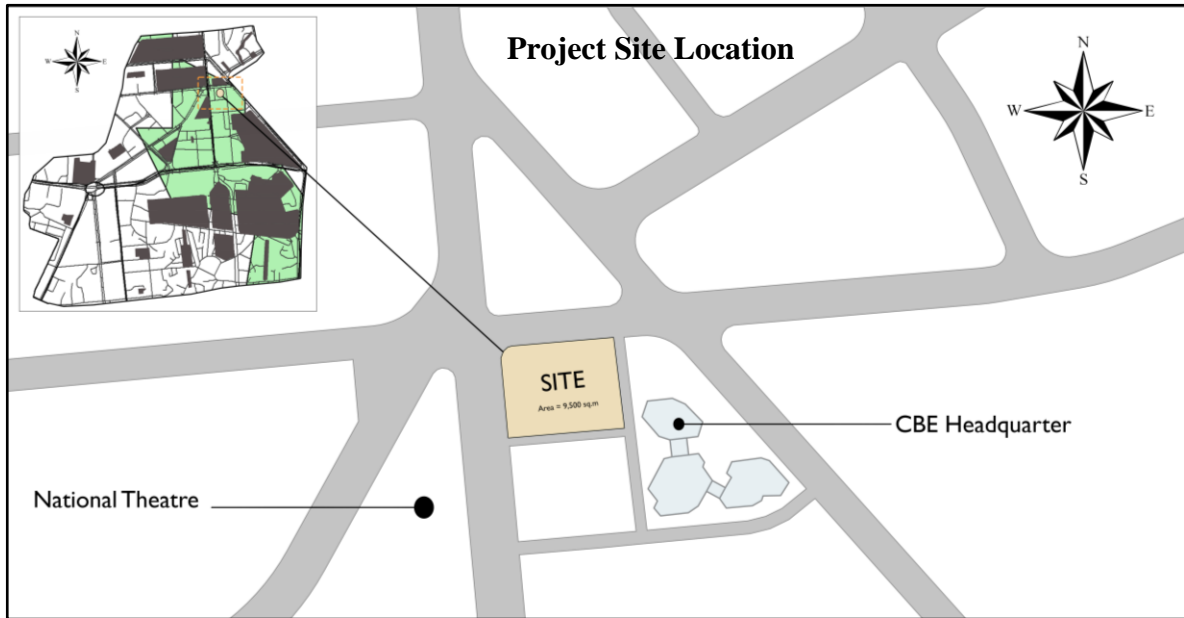 Project Site Location
N
W E
S
N
W E
S
SITE
Area = 9,500 sq.m
CBE Headquarter
National Theatre